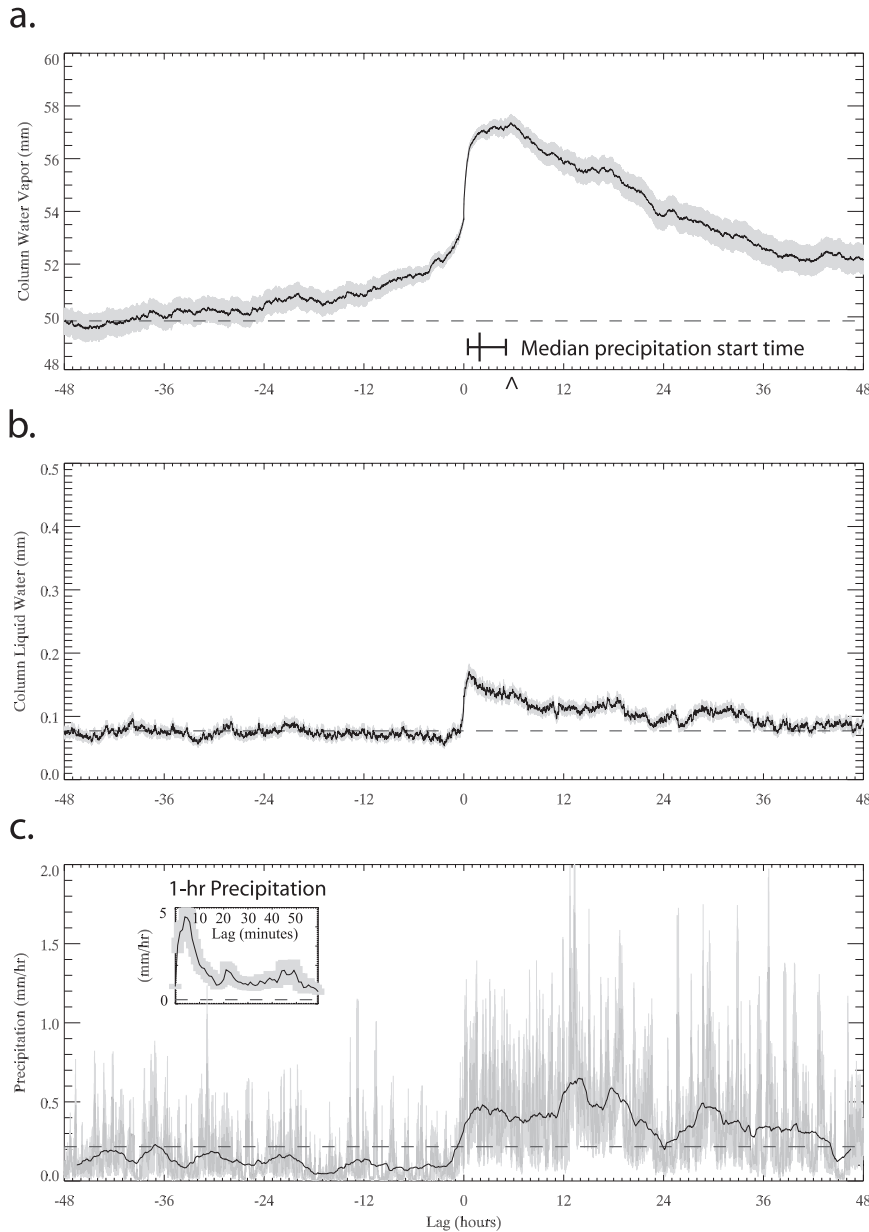 a.
60
58
56
54
52
50
48
Column Water Vapor (mm)
Median precipitation start time
-48 -36 -24 -12 0 12 24 36 48
^
b.
0.5
0.4
0.3
0.2
0.1
0.0
Column Liquid Water (mm)
-48 -36 -24 -12 0 12 24 36 48
c.
2.0
1.5
1.0
0.5
0.0
Precipitation (mm/hr)
1-hr Precipitation
5
0
(mm/hr)
10 20 30 40 50
Lag (minutes)
-48 -36 -24 -12 0 12 24 36 48
Lag (hours)